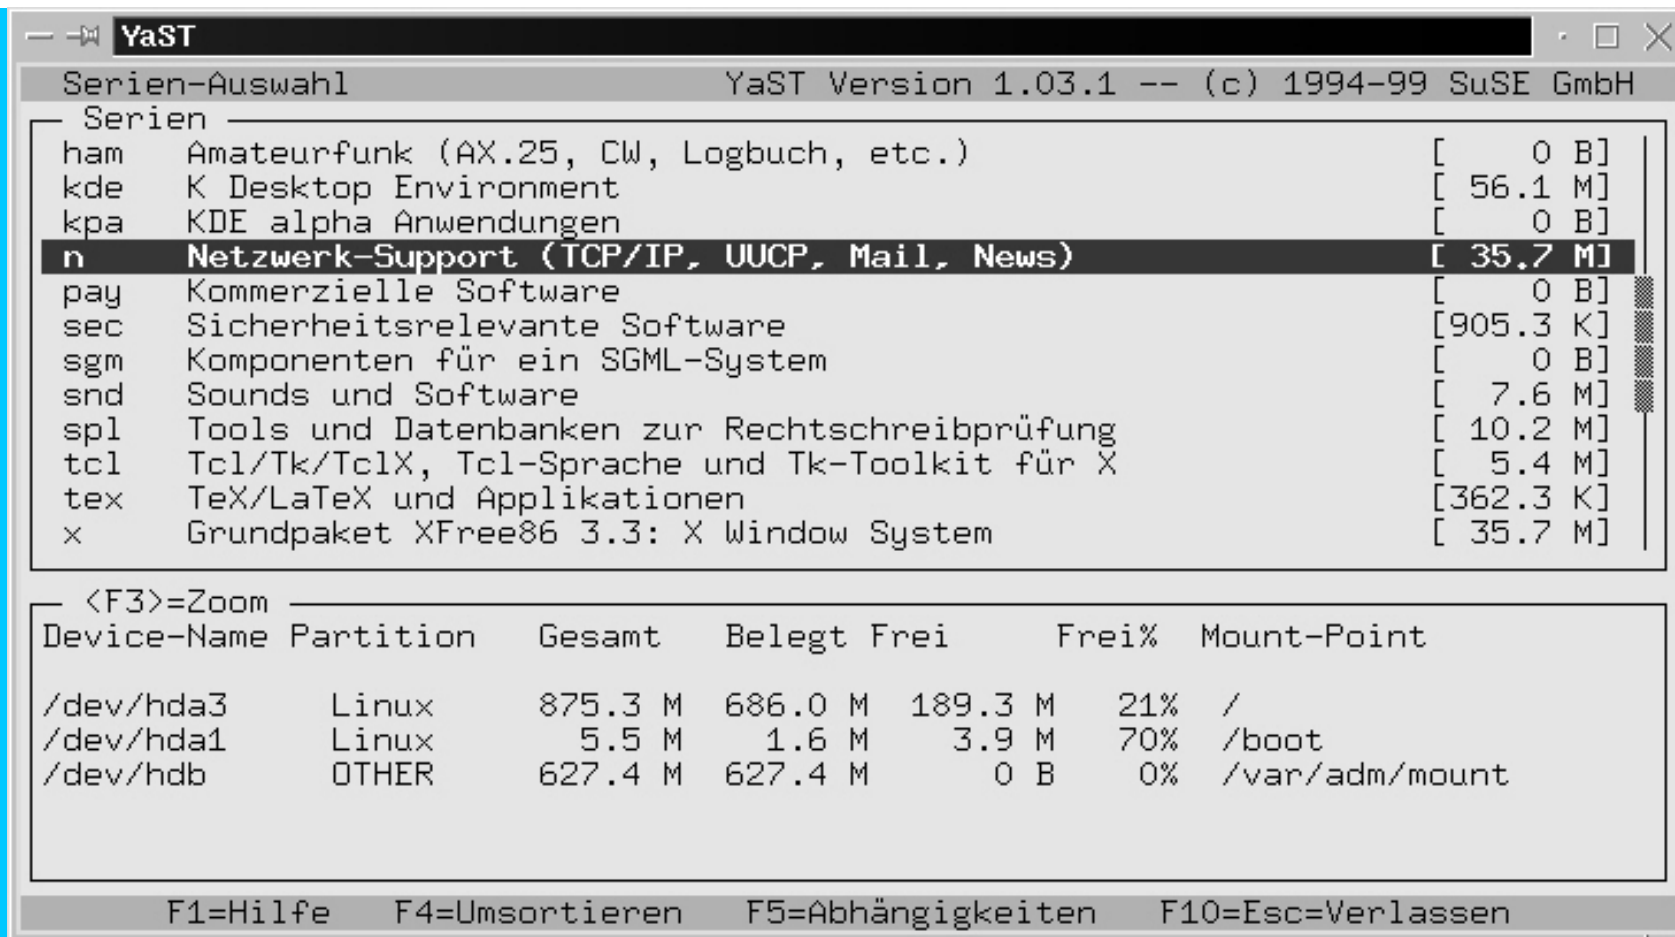 YaST
Serien-Auswahl YaST Version 1.03.1 -- (c) 1994-99 SuSE GmbH
Serien
ham Amateurfunk (AX.25, CW, Logbuch, etc.) [ 0 B]
kde K Desktop Environment [ 56.1 M]
kpa KDE alpha Anwendungen [ 0 B]
n Netzwerk-Support (TCP/IP, UUCP, Mail, News) [ 35.7 M]
pay Kommerzielle Software [ 0 B]
sec Sicherheitsrelevante Software [905.3 K]
sgm Komponenten für ein SGML-System [ 0 B]
snd Sounds und Software [ 7.6 M]
spl Tools und Datenbanken zur Rechtschreibprüfung [ 10.2 M]
tcl Tcl/Tk/TclX, Tcl-Sprache und Tk-Toolkit für X [ 5.4 M]
tex TeX/LaTeX und Applikationen [362.3 K]
x Grundpaket XFree86 3.3: X Window System [ 35.7 M]
<F3>=Zoom
Device-Name Partition Gesamt Belegt Frei Frei% Mount-Point
/dev/hda3 Linux 875.3 M 686.0 M 189.3 M 21% /
/dev/hda1 Linux 5.5 M 1.6 M 3.9 M 70% /boot
/dev/hdb OTHER 627.4 M 627.4 M 0 B 0% /var/adm/mount
F1=Hilfe F4=Umsortieren F5=Abhängigkeiten F10=Esc=Verlassen